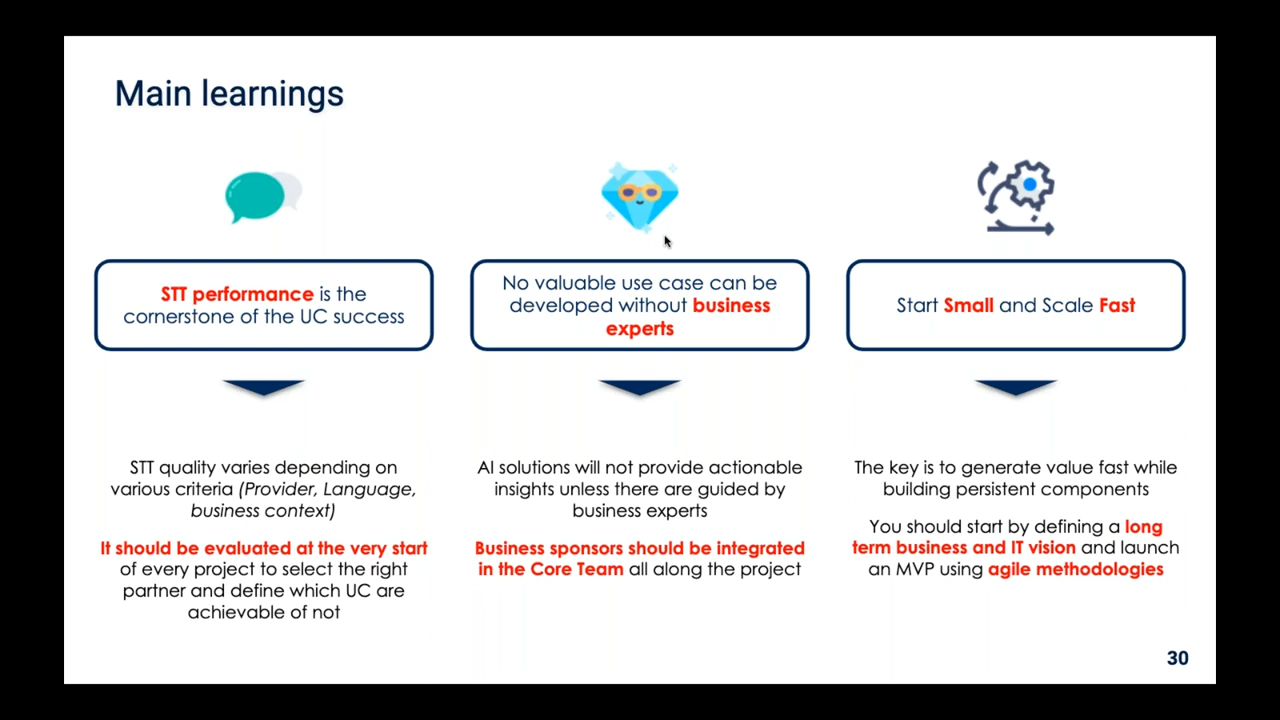 Main learnings
STT performance is the
cornerstone of the UC success
No valuable use case can be
developed without business
experts
Start Small and Scale Fast
STT quality varies depending on
various criteria (Provider, Language,
business context)
It should be evaluated at the very start
of every project to select the right
partner and define which UC are
achievable of not
AI solutions will not provide actionable
insights unless there are guided by
business experts
Business sponsors should be integrated
in the Core Team all along the project
The key is to generate value fast while
building persistent components
You should start by defining a long
term business and IT vision and launch
an MVP using agile methodologies
30